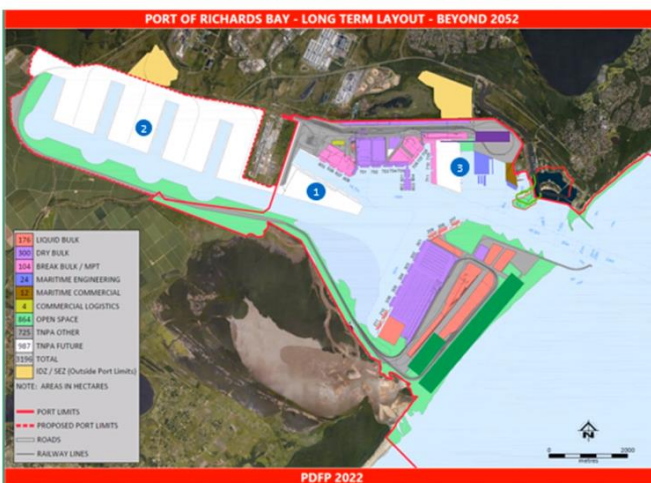 PORT OF RICHARDS BAY - LONG TERM LAYOUT - BEYOND 2052
2
1
3
176 LIQUID BULK
300 DRY BULK
104 BREAK BULK / MPT
24 MARITIME ENGINEERING
12 MARITIME COMMERCIAL
4 COMMERCIAL LOGISTICS
864 OPEN SPACE
725 TNPA OTHER
987 TNPA FUTURE
3196 TOTAL
IDZ / SEZ (Outside Port Limits)
NOTE: AREAS IN HECTARES
PORT LIMITS
PROPOSED PORT LIMITS
ROADS
RAILWAY LINES
N
0 2000
metres
PDFP 2022